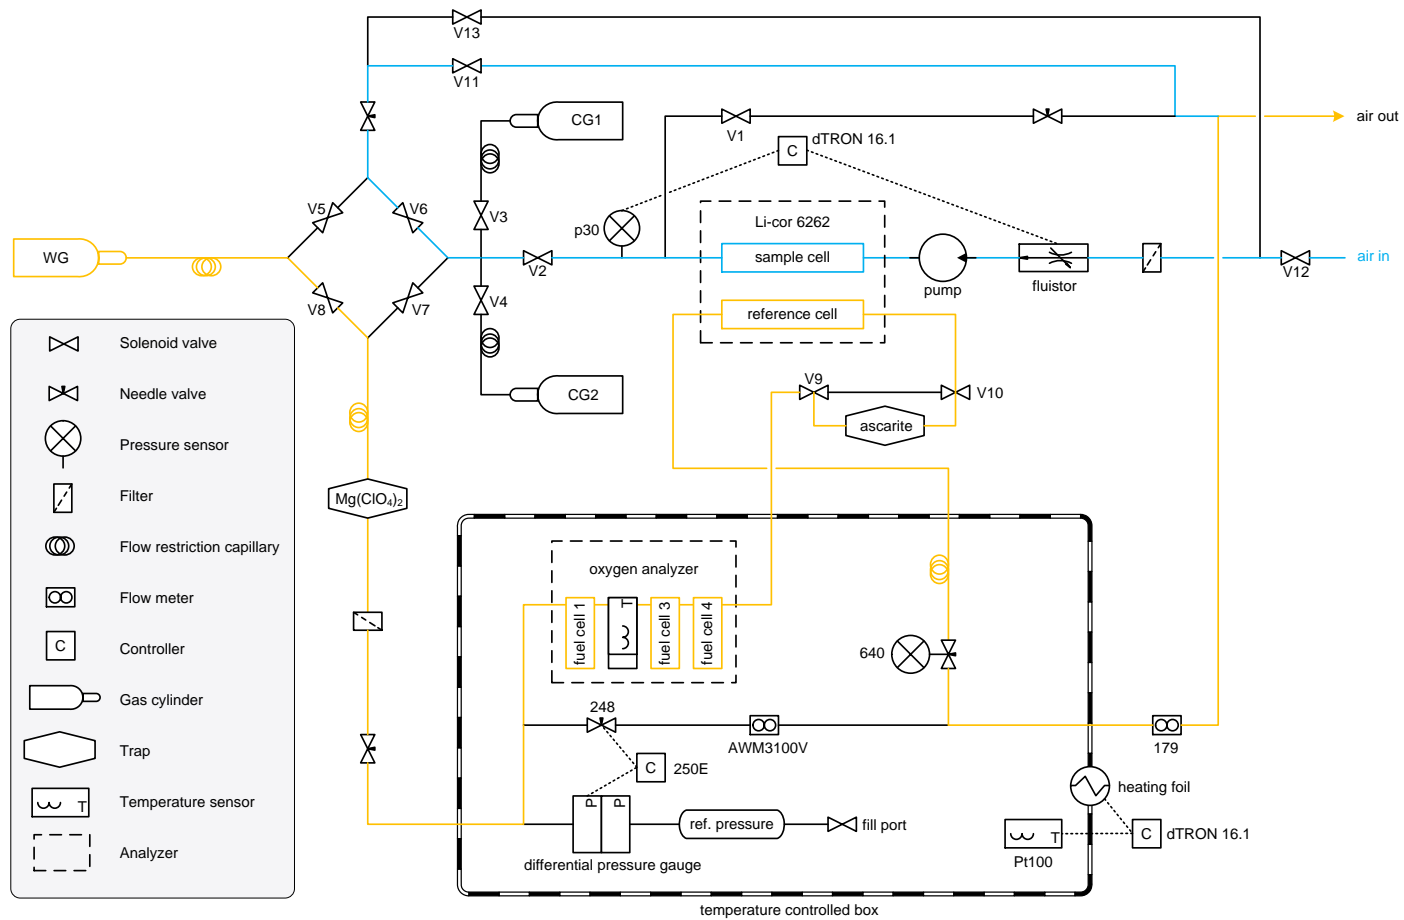 V13
V11
CG1
V1
dTRON 16.1
C
air out
V5
V6
V3
p30
Li-cor 6262
WG
V2
sample cell
pump
fluistor
V12
air in
V8
V7
V4
reference cell
Solenoid valve
Needle valve
Pressure sensor
Filter
Flow restriction capillary
Flow meter
C
Controller
Gas cylinder
Trap
T
Temperature sensor
Analyzer
CG2
V9
V10
ascarite
Mg(ClO₄)₂
oxygen analyzer
fuel cell 1
T
fuel cell 3
fuel cell 4
640
248
AWM3100V
179
C
250E
heating foil
P
P
ref. pressure
fill port
differential pressure gauge
T
Pt100
C
dTRON 16.1
temperature controlled box